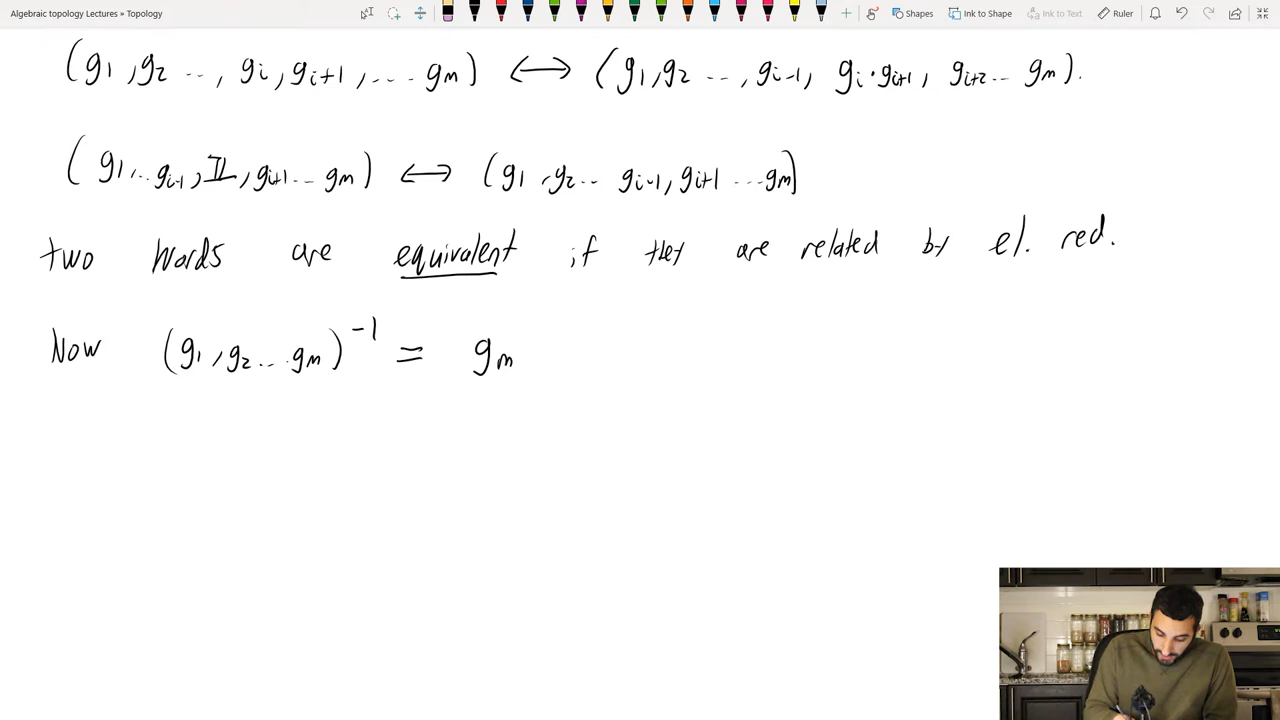 Algebraic topology Lectures » Topology
Shapes Ink to Shape Ink to Text Ruler
(g₁, g₂ ..., gᵢ, gᵢ₊₁, ... gₘ) ⟷ (g₁, g₂ ..., gᵢ₋₁, gᵢ · gᵢ₊₁, gᵢ₊₂ ... gₘ).
(g₁, ... gᵢ₋₁, 𝟙, gᵢ₊₁ ... gₘ) ⟷ (g₁, g₂ ... gᵢ₋₁, gᵢ₊₁ ... gₘ)
two words are equivalent if they are related by el. red.
Now (g₁, g₂ ... gₘ)⁻¹ = gₘ